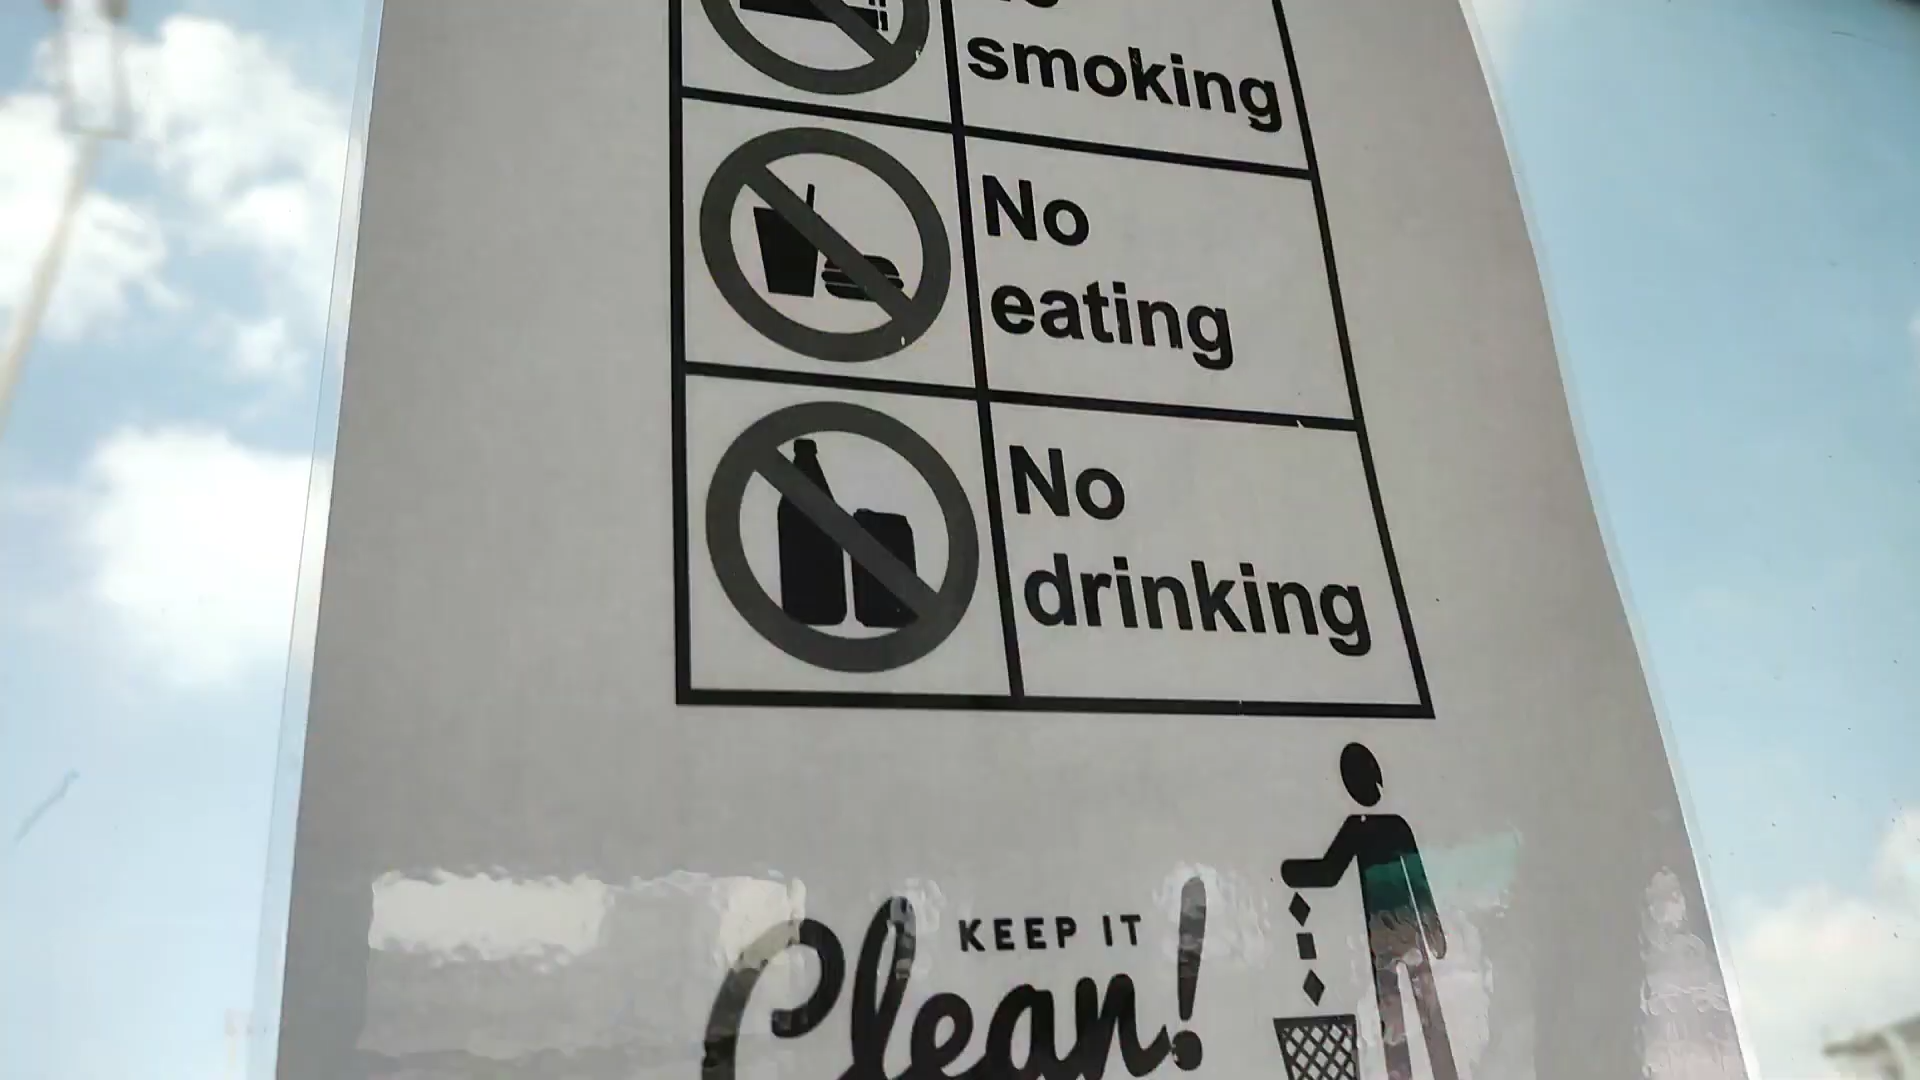 smoking
No
eating
No
drinking
KEEP IT
Clean!